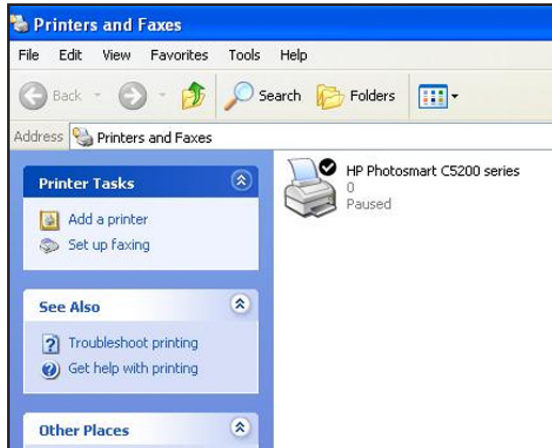 Printers and Faxes
File Edit View Favorites Tools Help
Back Search Folders
Address Printers and Faxes
Printer Tasks
Add a printer
Set up faxing
See Also
Troubleshoot printing
Get help with printing
Other Places
HP Photosmart C5200 series
0
Paused